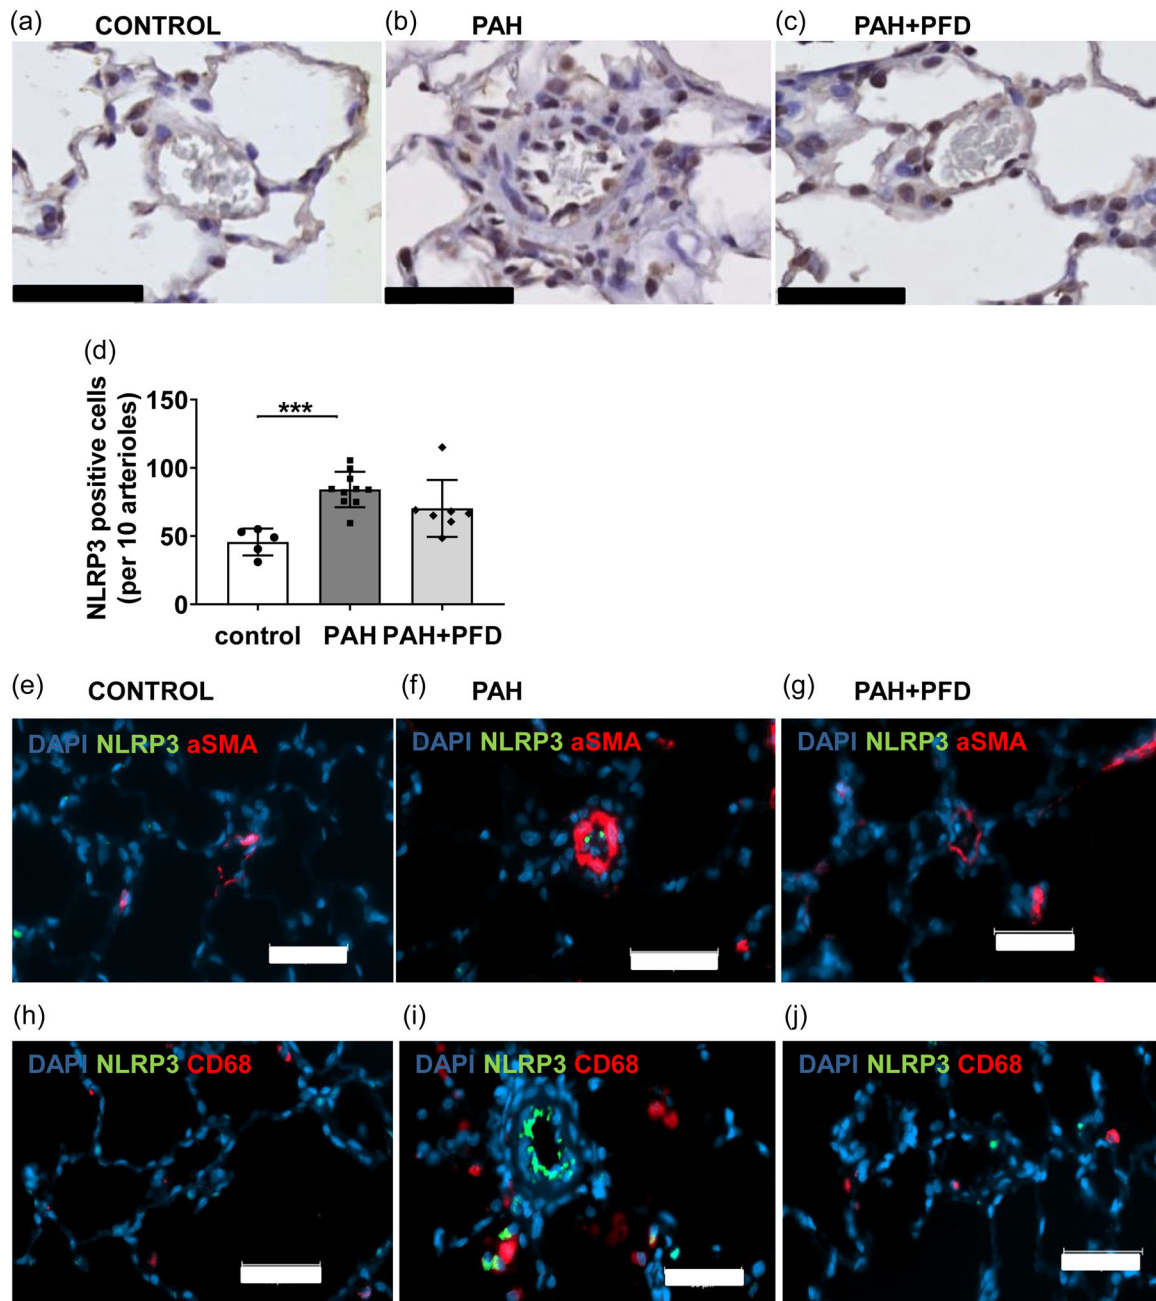 (a) CONTROL
(b) PAH
(c) PAH+PFD
(d)
NLRP3 positive cells
(per 10 arterioles)
150
100
50
0
***
control PAH PAH+PFD
(e) CONTROL
(f) PAH
(g) PAH+PFD
DAPI NLRP3 aSMA
DAPI NLRP3 aSMA
DAPI NLRP3 aSMA
(h)
(i)
(j)
DAPI NLRP3 CD68
DAPI NLRP3 CD68
DAPI NLRP3 CD68